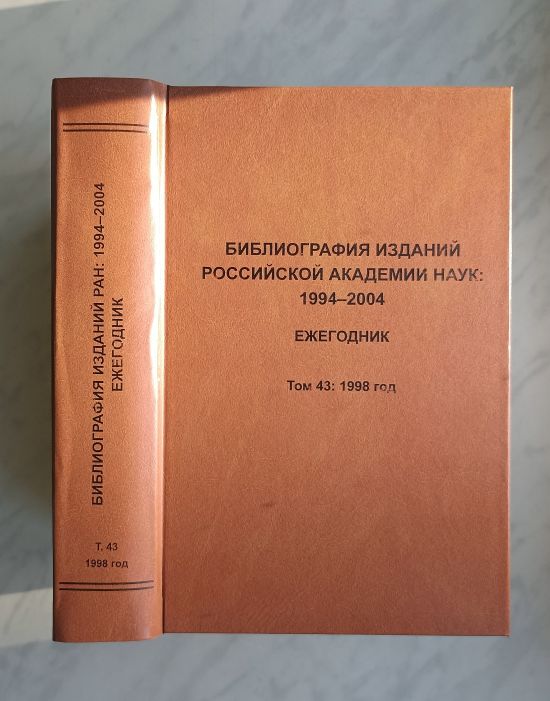 БИБЛИОГРАФИЯ ИЗДАНИЙ РАН: 1994–2004
ЕЖЕГОДНИК
Т. 43
1998 год
БИБЛИОГРАФИЯ ИЗДАНИЙ
РОССИЙСКОЙ АКАДЕМИИ НАУК:
1994–2004
ЕЖЕГОДНИК
Том 43: 1998 год